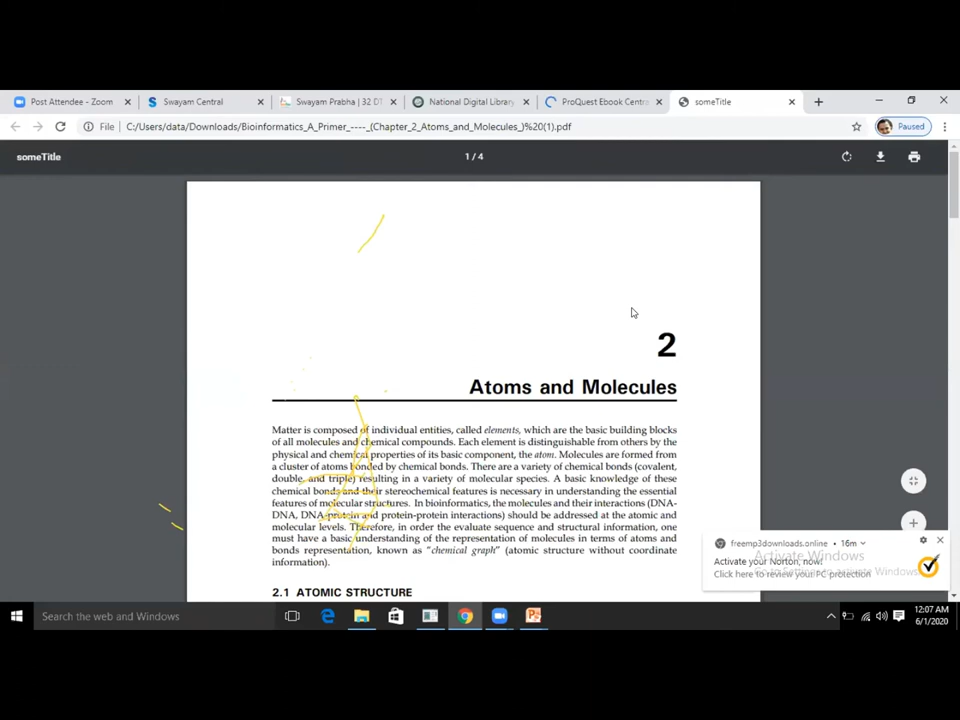 Post Attendee - Zoom
Swayam Central
Swayam Prabha | 32 DT
National Digital Library
ProQuest Ebook Centra
someTitle
File
C:/Users/data/Downloads/Bioinformatics_A_Primer_----_(Chapter_2_Atoms_and_Molecules_)%20(1).pdf
Paused
someTitle
1 / 4
2
Atoms and Molecules
Matter is composed of individual entities, called elements, which are the basic building blocks
of all molecules and chemical compounds. Each element is distinguishable from others by the
physical and chemical properties of its basic component, the atom. Molecules are formed from
a cluster of atoms bonded by chemical bonds. There are a variety of chemical bonds (covalent,
double, and triple) resulting in a variety of molecular species. A basic knowledge of these
chemical bonds and their stereochemical features is necessary in understanding the essential
features of molecular structures. In bioinformatics, the molecules and their interactions (DNA-
DNA, DNA-protein and protein-protein interactions) should be addressed at the atomic and
molecular levels. Therefore, in order the evaluate sequence and structural information, one
must have a basic understanding of the representation of molecules in terms of atoms and
bonds representation, known as "chemical graph" (atomic structure without coordinate
information).
2.1 ATOMIC STRUCTURE
freemp3downloads.online • 16m
Activate Windows
Activate your Norton, now!
Go to Settings to activate Windows.
Click here to review your PC protection
Search the web and Windows
12:07 AM
6/1/2020